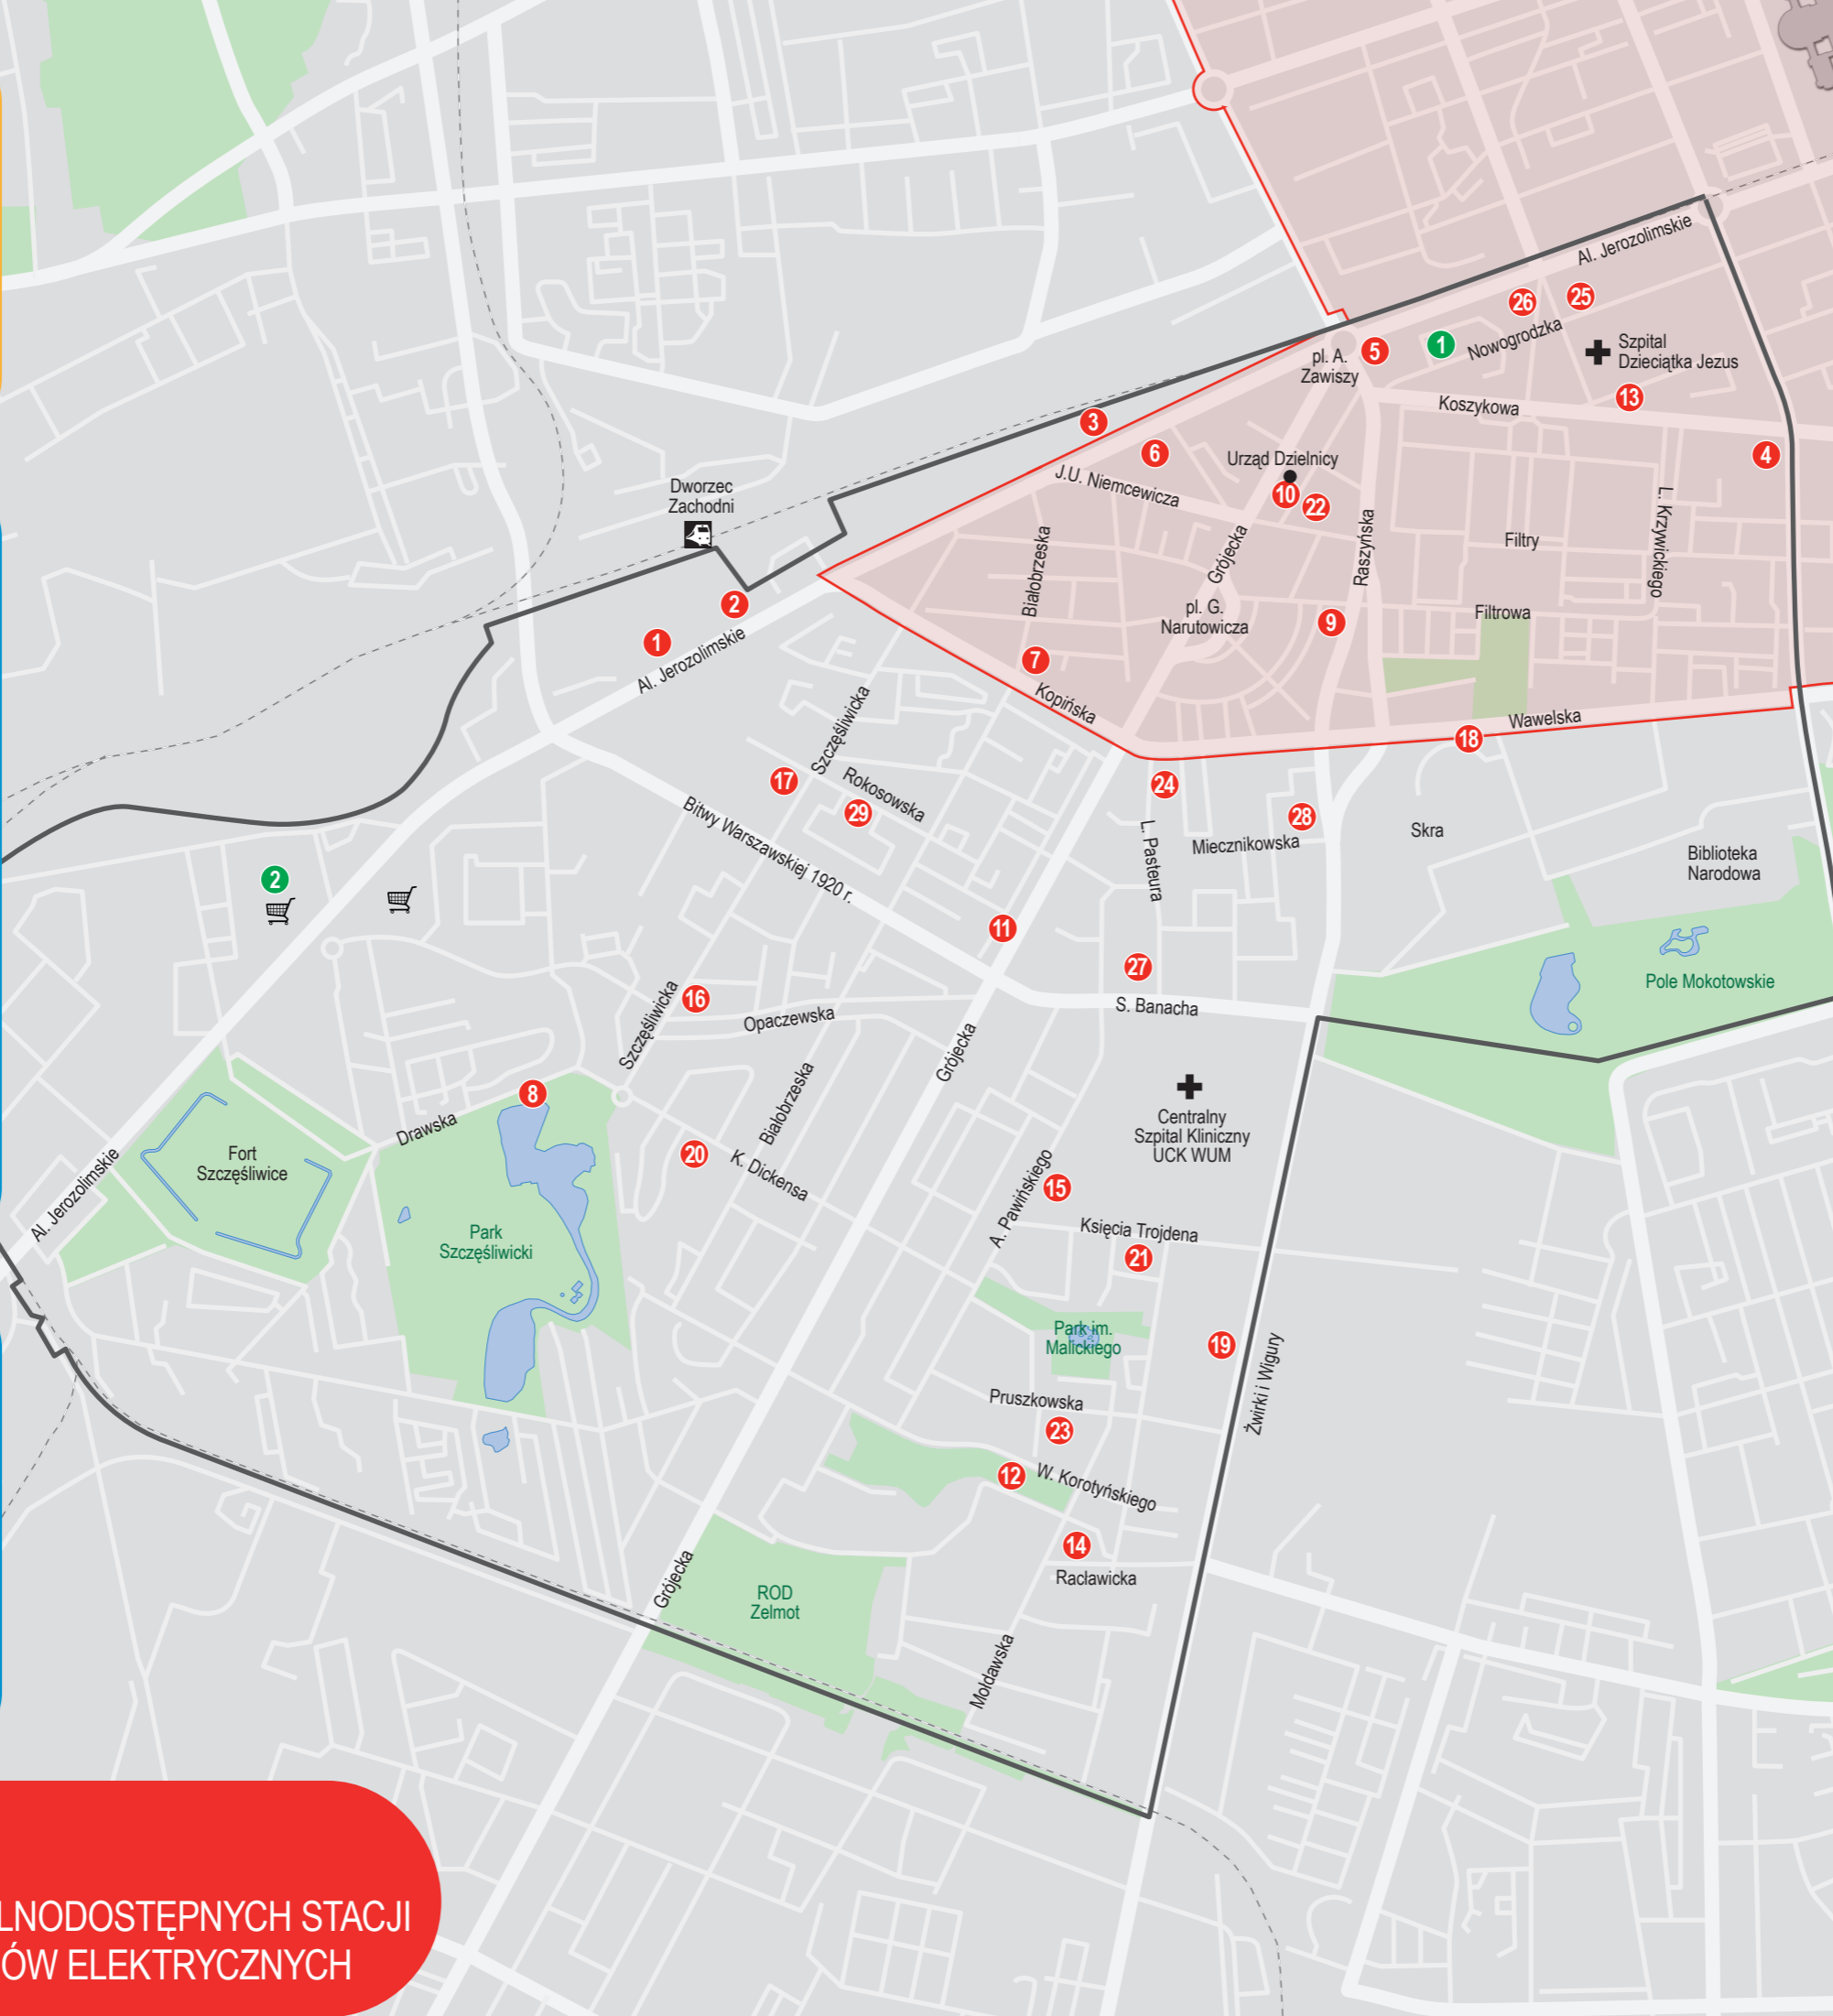 Al. Jerozolimskie
26
25
1
Nowogrodzka
5
pl. A.
Zawiszy
Szpital
Dzieciątka Jezus
13
Koszykowa
3
6
4
Urząd Dzielnicy
J.U. Niemcewicza
10
22
Dworzec
Zachodni
L. Krzywickiego
Raszyńska
Filtry
Grójecka
Białobrzeska
2
pl. G.
Narutowicza
Filtrowa
9
1
Al. Jerozolimskie
7
Kopińska
Wawelska
18
Szczęśliwicka
17
Rokosowska
29
24
28
Bitwy Warszawskiej 1920 r.
L. Pasteura
Miecznikowska
Skra
Biblioteka
Narodowa
2
11
27
Pole Mokotowskie
16
Szczęśliwicka
Opaczewska
S. Banacha
Grójecka
8
Drawska
Białobrzeska
Centalny
Szpital Kliniczny
UCK WUM
Fort
Szczęśliwice
20
K. Dickensa
Al. Jerozolimskie
A. Pawińskiego
15
Park
Szczęśliwicki
Księcia Trojdena
21
Park im.
Malickiego
19
Żwirki i Wigury
Pruszkowska
23
12
W. Korotyńskiego
14
Racławicka
Grójecka
ROD
Zelmot
Mołdawska
LNODOSTĘPNYCH STACJI
ÓW ELEKTRYCZNYCH